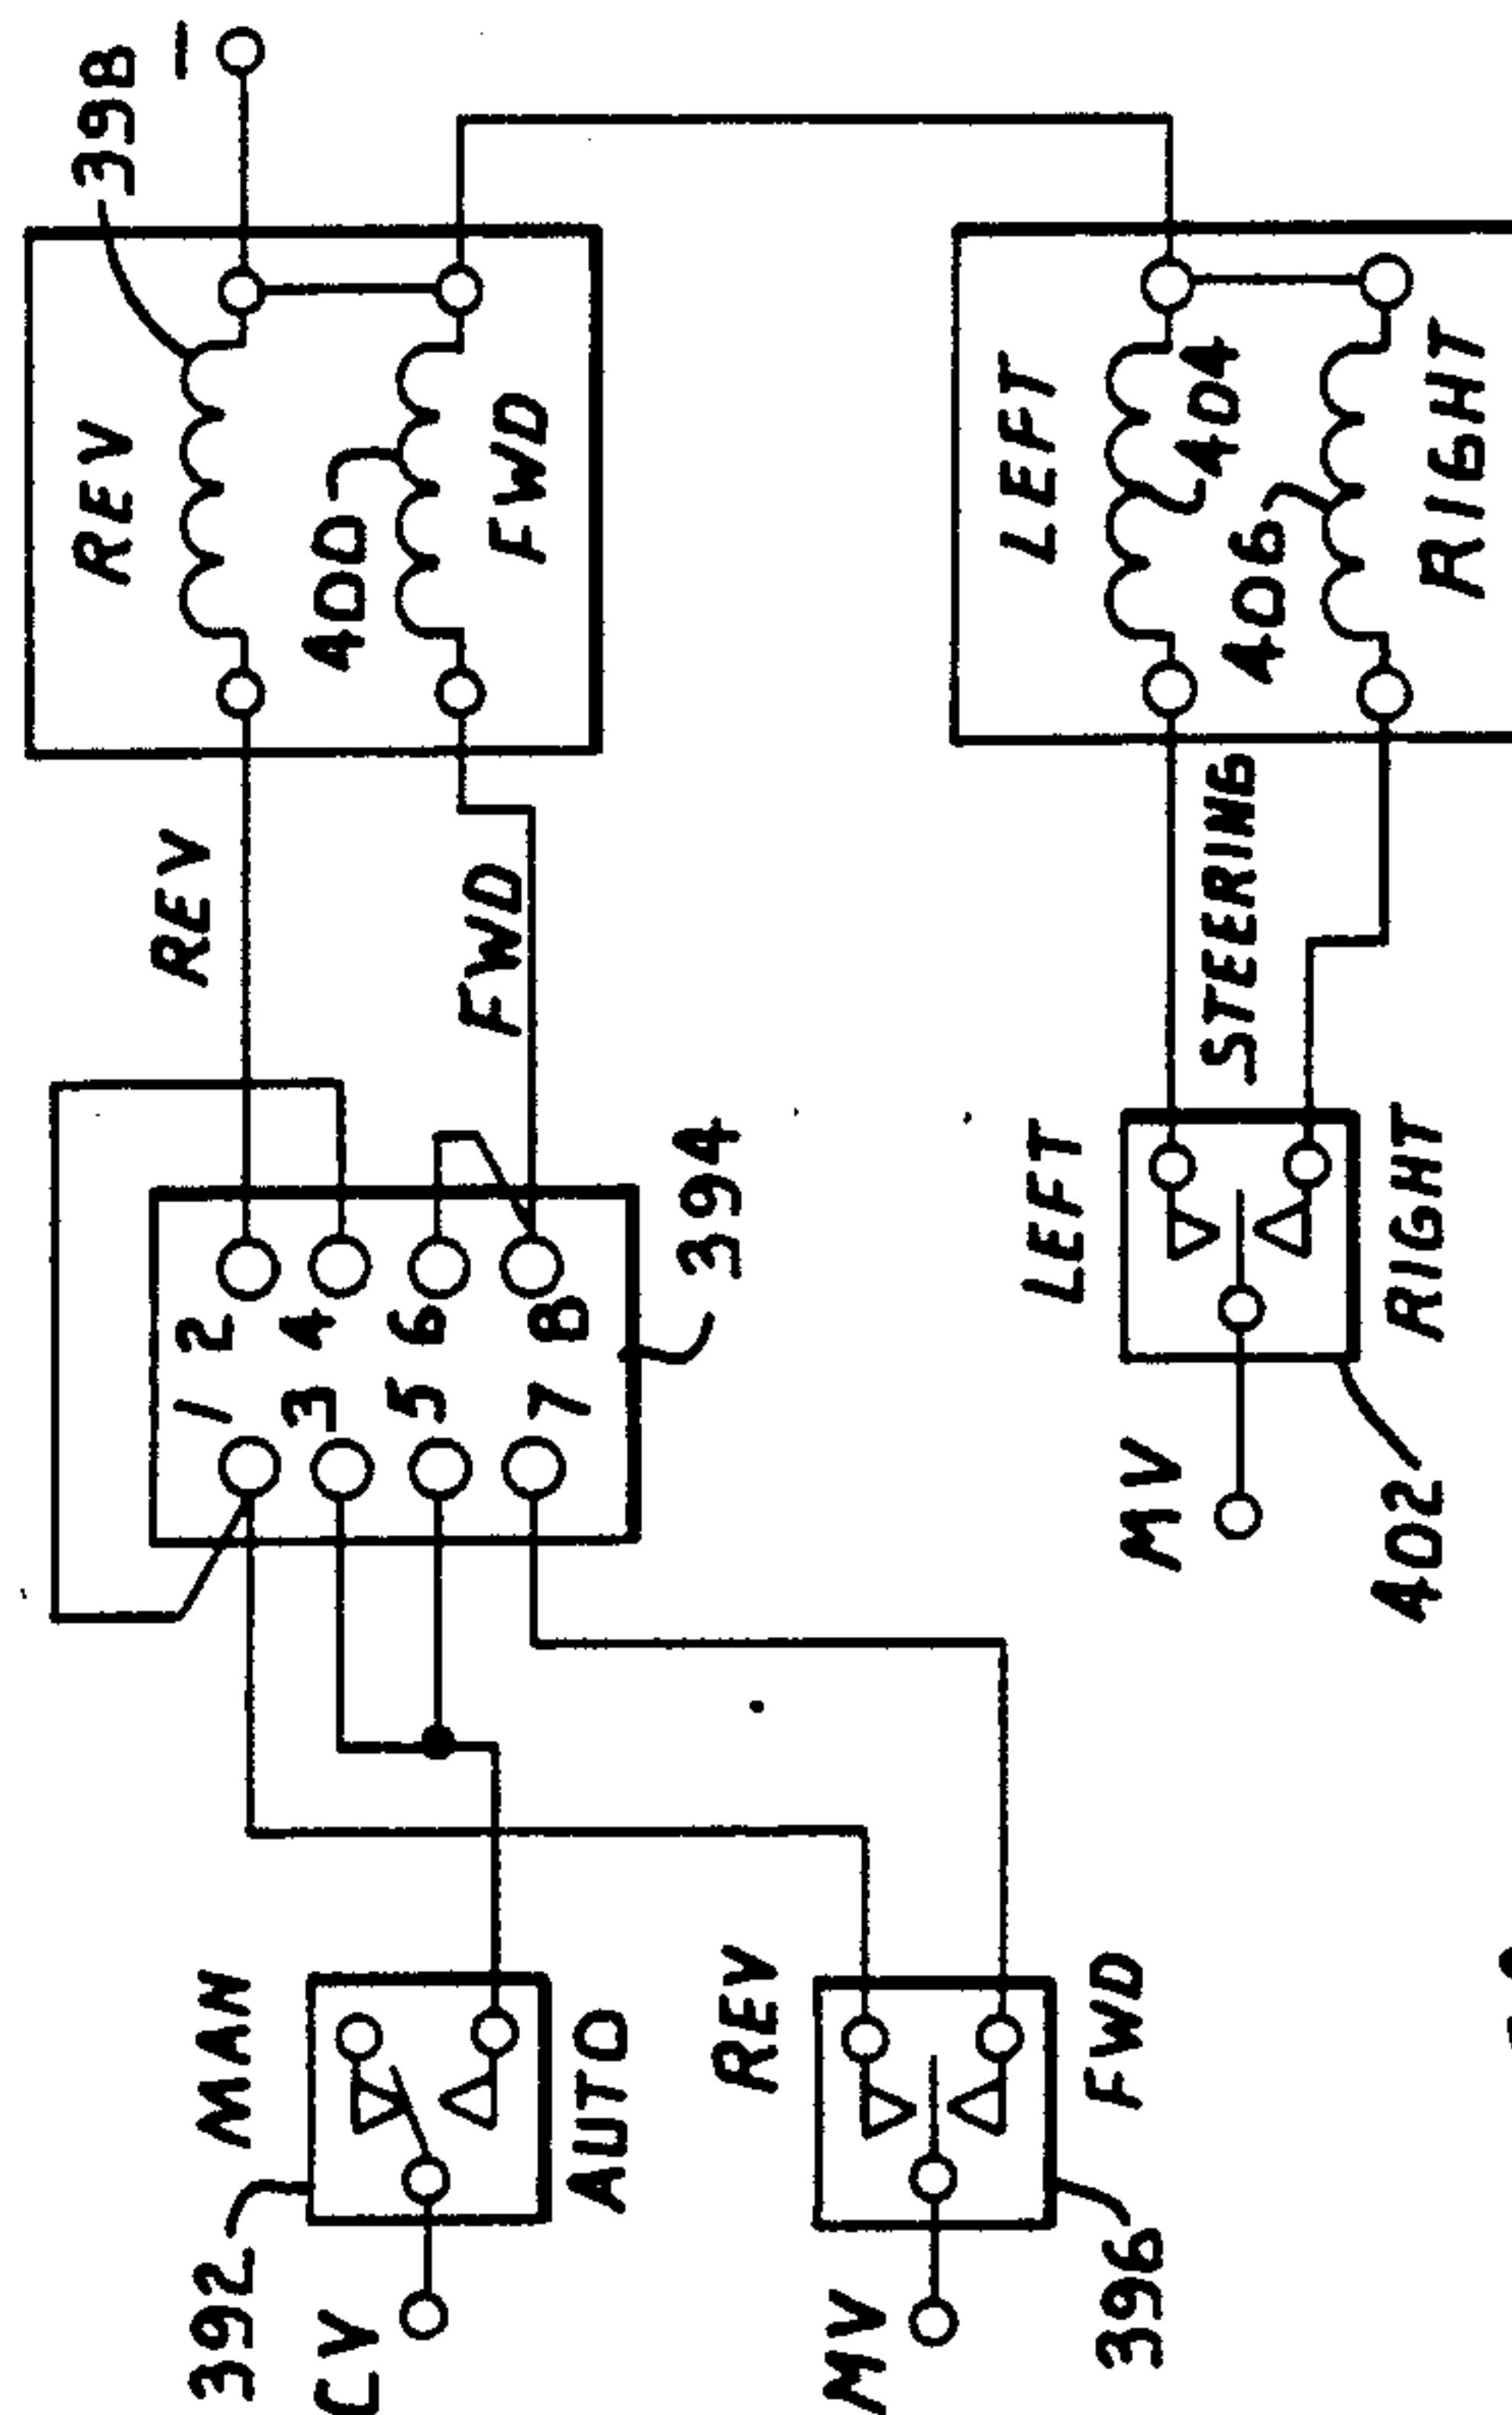 398
–
REV
400
FWD
LEFT
404
406
RIGHT
REV
FWD
STEERING
1 2
3 4
5 6
7 8
394
LEFT
RIGHT
MV
402
MAN
AUTO
392
CV
REV
FWD
MV
396